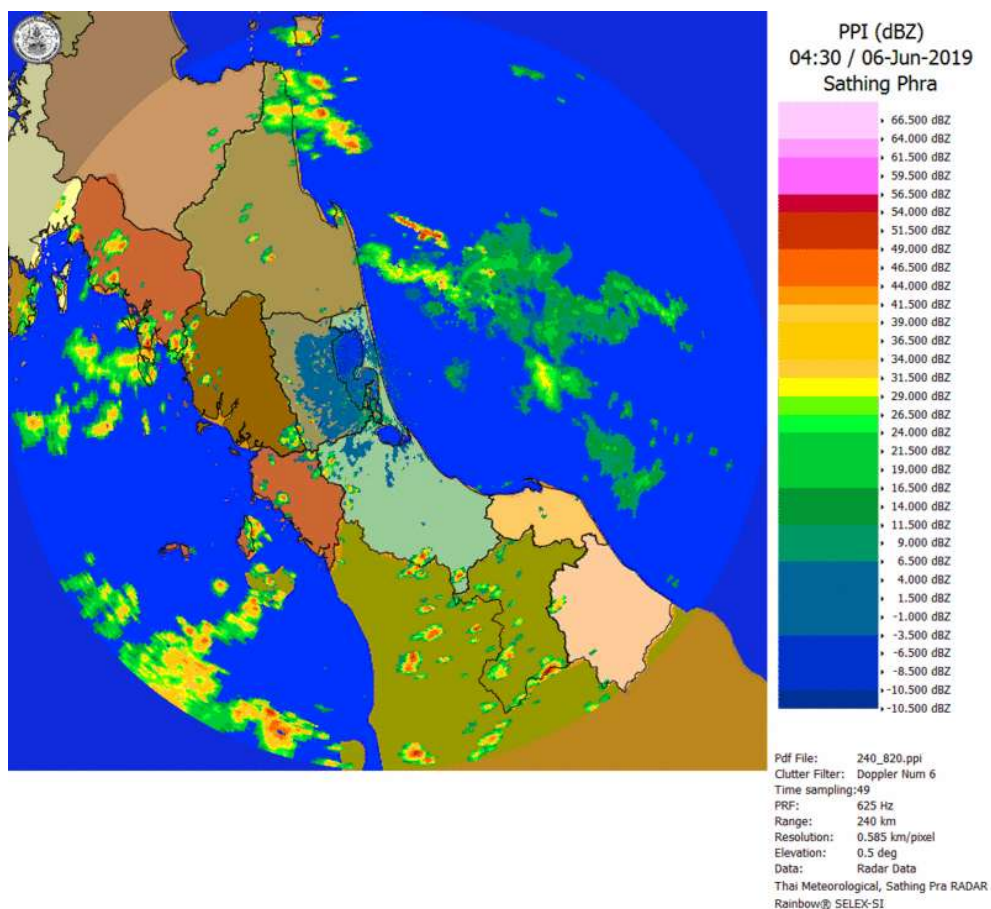 PPI (dBZ)
04:30 / 06-Jun-2019
Sathing Phra
66.500 dBZ
64.000 dBZ
61.500 dBZ
59.500 dBZ
56.500 dBZ
54.000 dBZ
51.500 dBZ
49.000 dBZ
46.500 dBZ
44.000 dBZ
41.500 dBZ
39.000 dBZ
36.500 dBZ
34.000 dBZ
31.500 dBZ
29.000 dBZ
26.500 dBZ
24.000 dBZ
21.500 dBZ
19.000 dBZ
16.500 dBZ
14.000 dBZ
11.500 dBZ
9.000 dBZ
6.500 dBZ
4.000 dBZ
1.500 dBZ
-1.000 dBZ
-3.500 dBZ
-6.500 dBZ
-8.500 dBZ
-10.500 dBZ
-10.500 dBZ
Pdf File: 240_820.ppi
Clutter Filter: Doppler Num 6
Time sampling:49
PRF: 625 Hz
Range: 240 km
Resolution: 0.585 km/pixel
Elevation: 0.5 deg
Data: Radar Data
Thai Meteorological, Sathing Pra RADAR
Rainbow® SELEX-SI